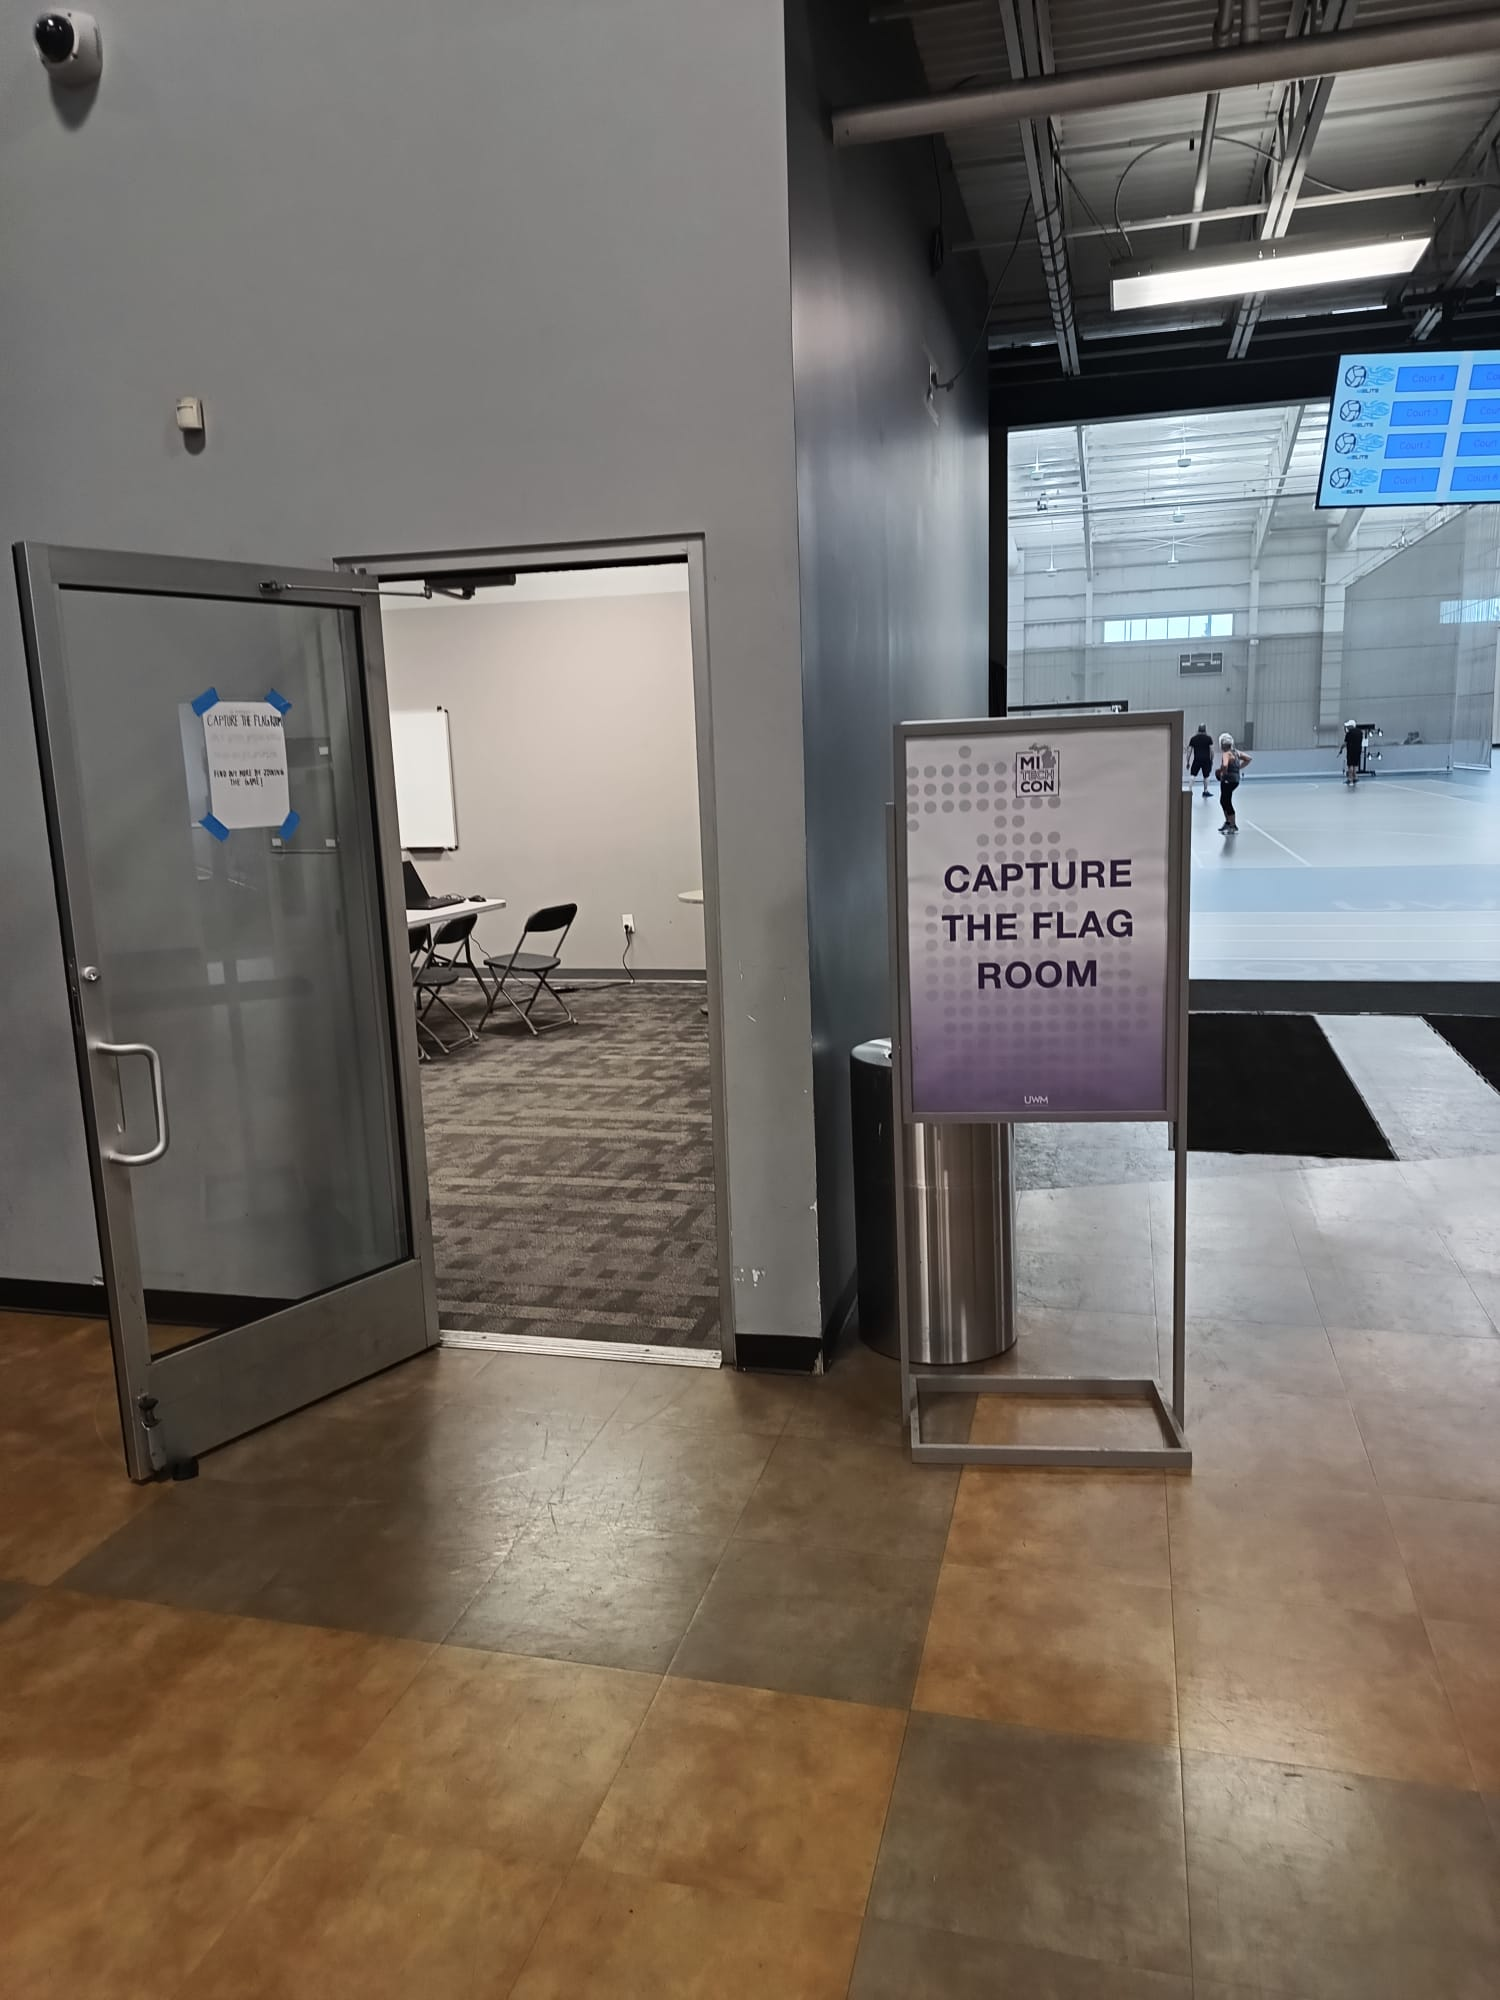 CAPTURE THE FLAG ROOM
FIND OUT MORE BY JOINING
THE GAME!
MI
TECH
CON
CAPTURE
THE FLAG
ROOM
UWM
Court 4
Court 3
Court 2
Court 1